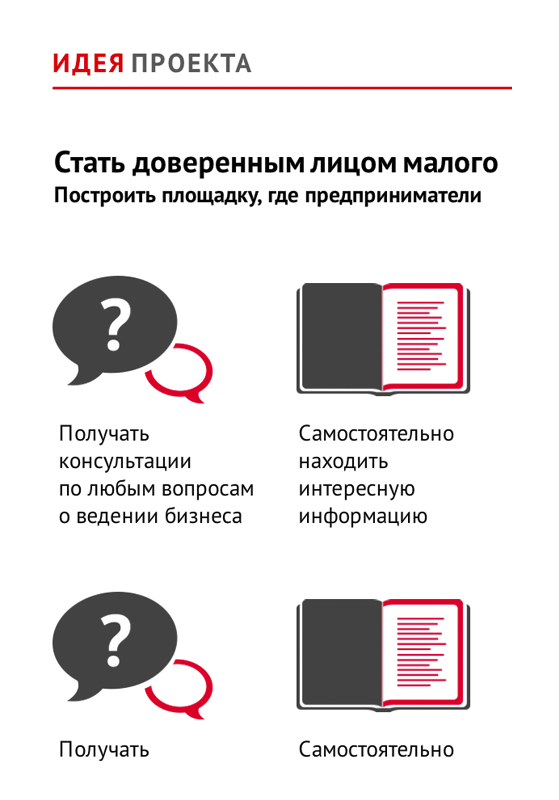 ИДЕЯ ПРОЕКТА
Стать доверенным лицом малого
Построить площадку, где предприниматели
?
Получать
консультации
по любым вопросам
о ведении бизнеса
Самостоятельно
находить
интересную
информацию
?
Получать
Самостоятельно